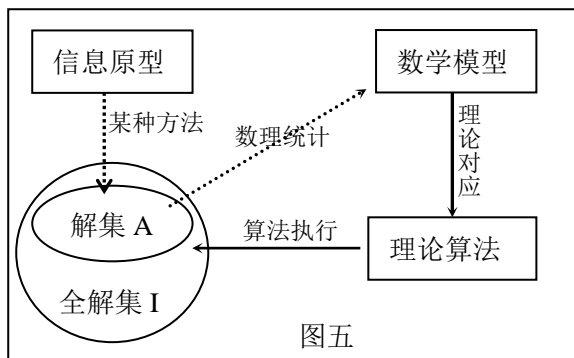 信息原型
数学模型
某种方法
数理统计
理论对应
解集 A
算法执行
理论算法
全解集 I
图五